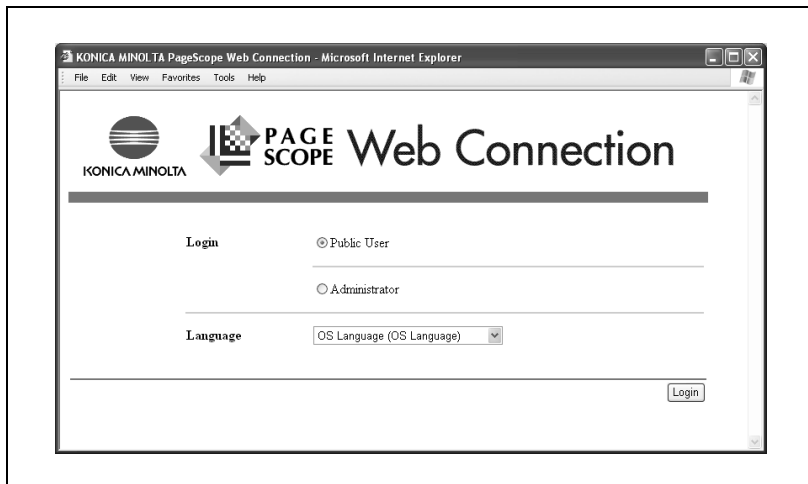 KONICA MINOLTA PageScope Web Connection - Microsoft Internet Explorer
File Edit View Favorites Tools Help
KONICA MINOLTA
PAGE SCOPE Web Connection
Login
Public User
Administrator
Language
OS Language (OS Language)
Login